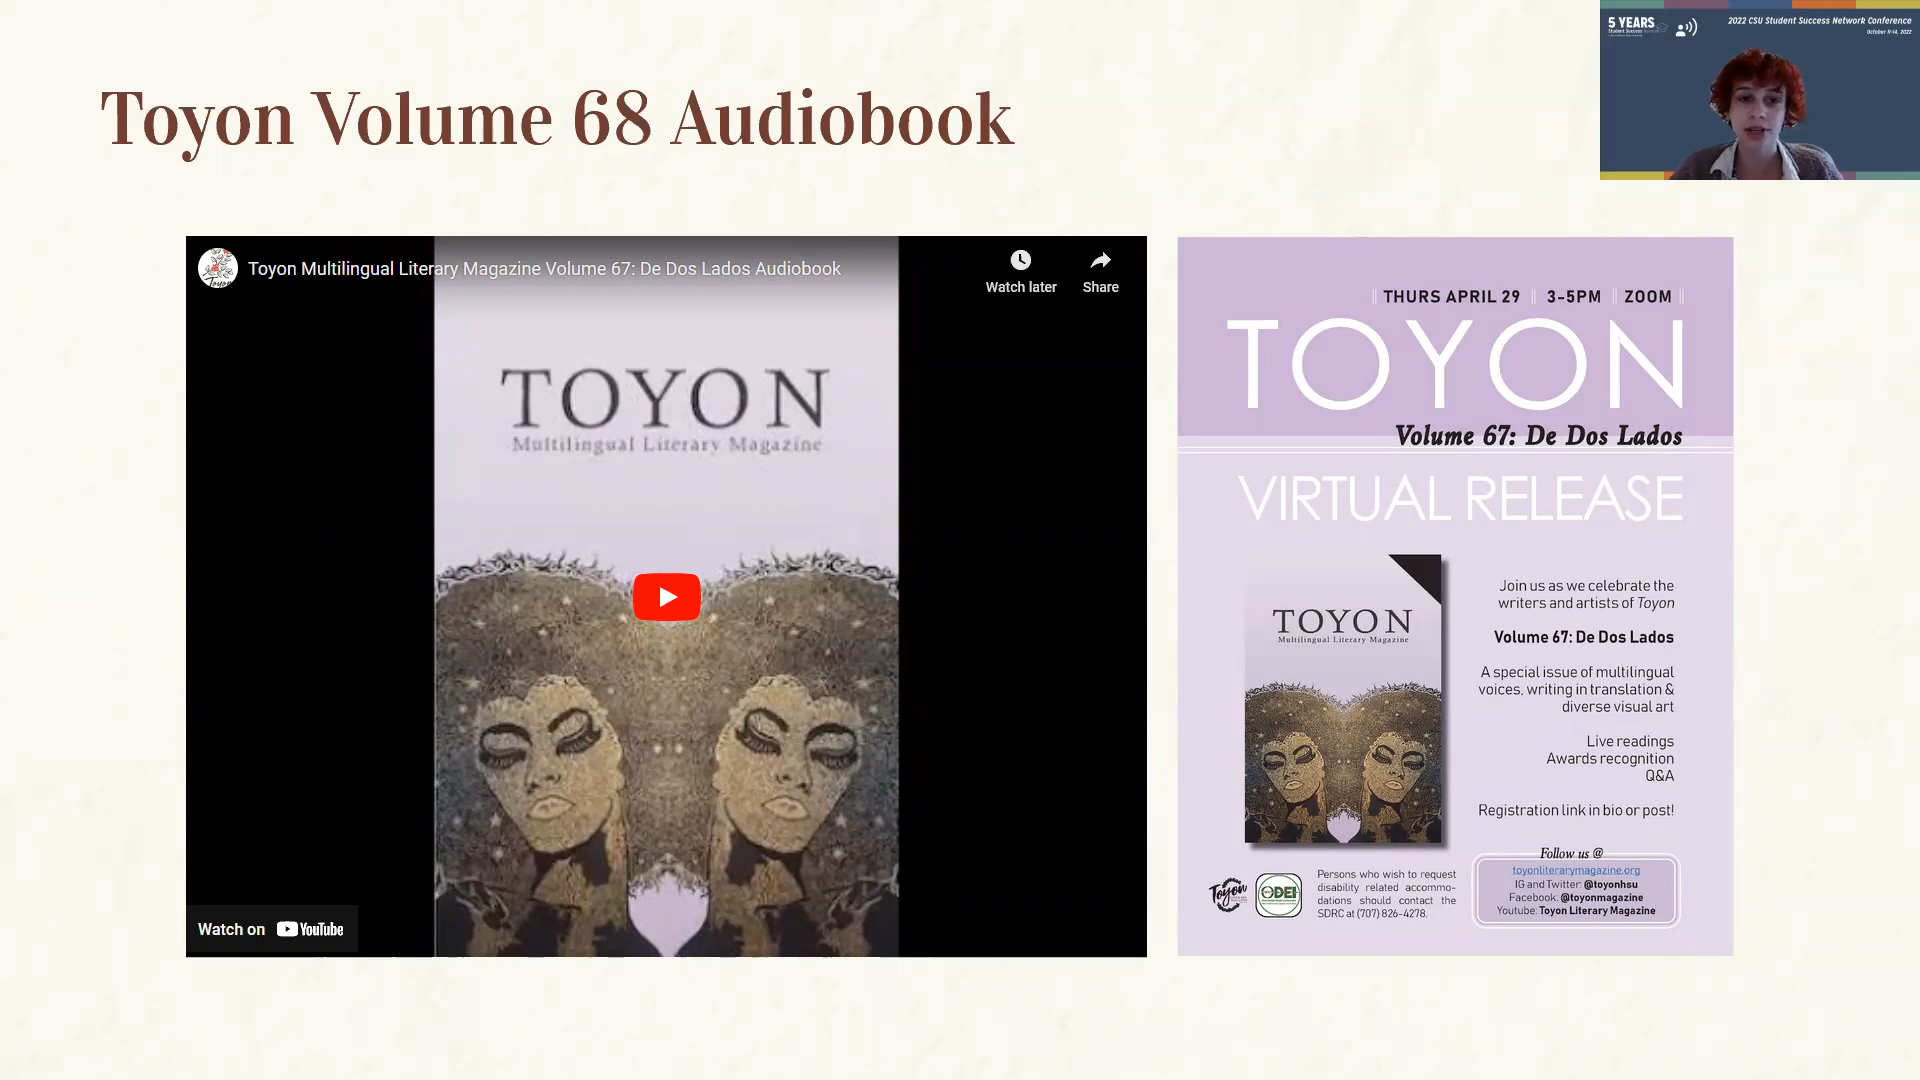 5 YEARS
2022 CSU Student Success Network Conference
October 11-14, 2022
Toyon Volume 68 Audiobook
Toyon Multilingual Literary Magazine Volume 67: De Dos Lados Audiobook
Watch later
Share
TOYON
Multilingual Literary Magazine
Watch on YouTube
THURS APRIL 29 || 3-5PM || ZOOM
TOYON
Volume 67: De Dos Lados
VIRTUAL RELEASE
TOYON
Multilingual Literary Magazine
Join us as we celebrate the
writers and artists of Toyon
Volume 67: De Dos Lados
A special issue of multilingual
voices, writing in translation &
diverse visual art
Live readings
Awards recognition
Q&A
Registration link in bio or post!
Toyon
ODEI
Persons who wish to request
disability related accommo-
dations should contact the
SDRC at (707) 826-4278.
Follow us @
toyonliterarymagazine.org
IG and Twitter: @toyonhsu
Facebook: @toyonmagazine
Youtube: Toyon Literary Magazine